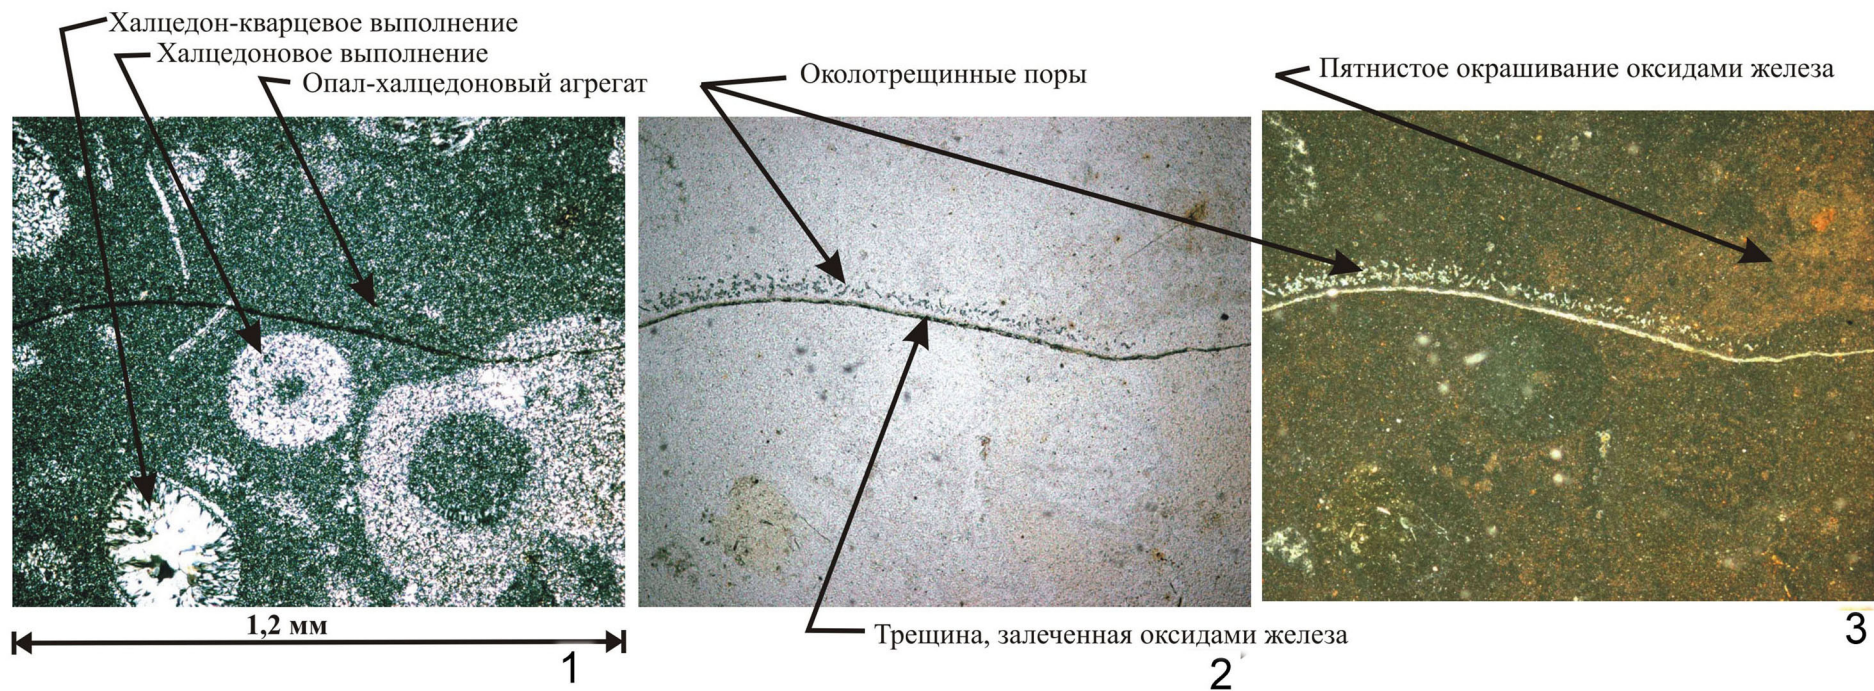 Халцедон-кварцевое выполнение
Халцедоновое выполнение
Опал-халцедоновый агрегат
Околотрещинные поры
Пятнистое окрашивание оксидами железа
1,2 мм
Трещина, залеченная оксидами железа
1
2
3